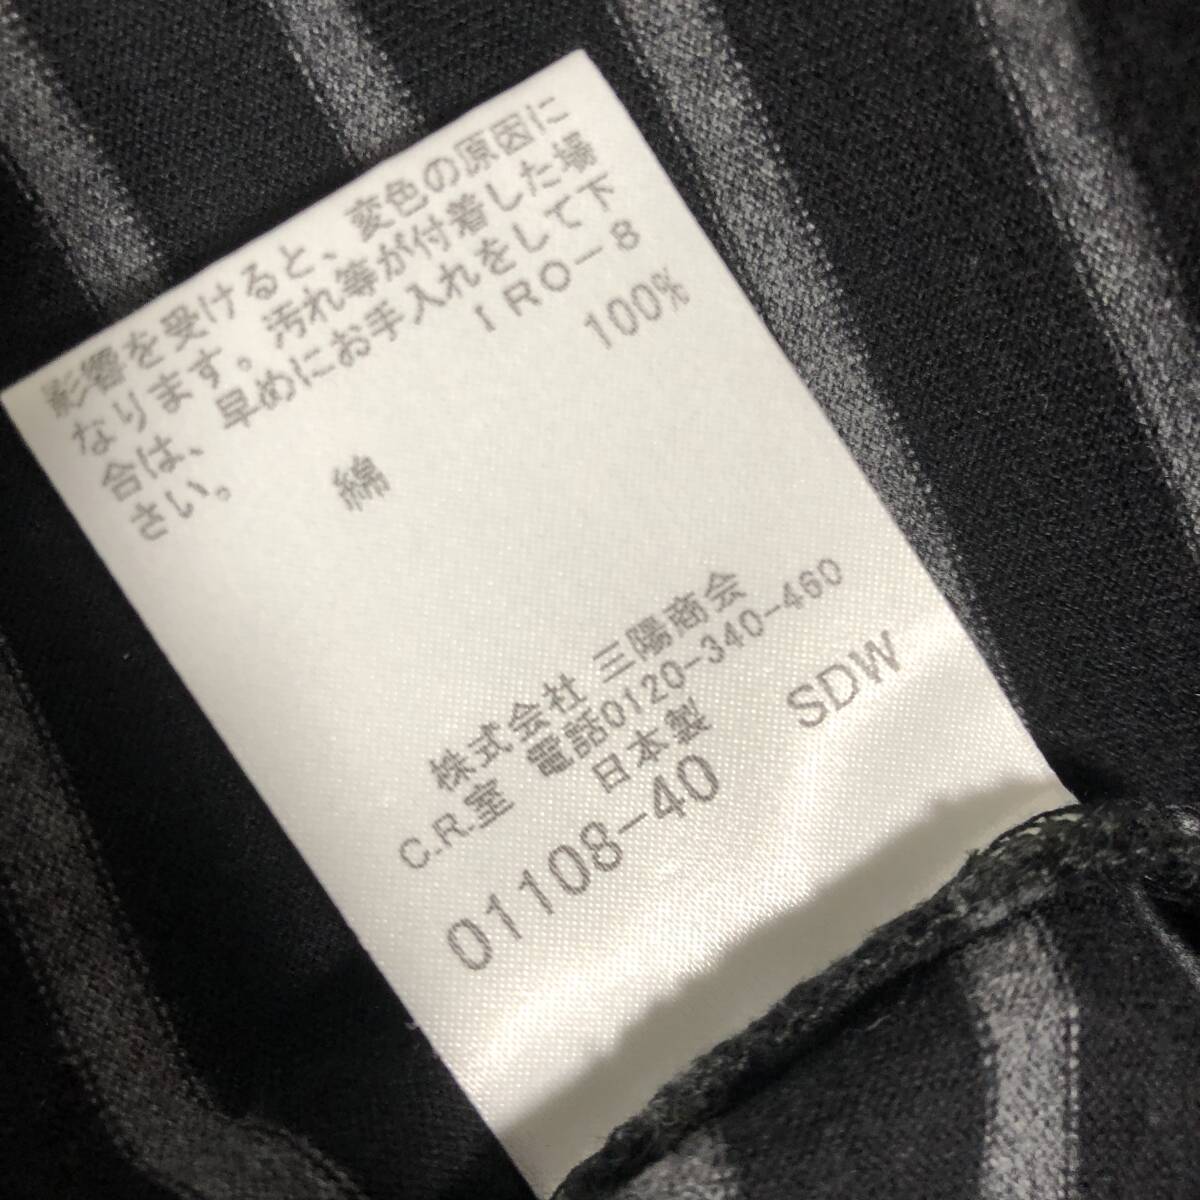 影響を受けると、変色の原因に
なります。汚れ等が付着した場
合は、早めにお手入れをして下
さい。 IRO-8
綿 100%
株式会社 三陽商会
C.R.室 電話0120-340-460
日本製 SDW
01108-40